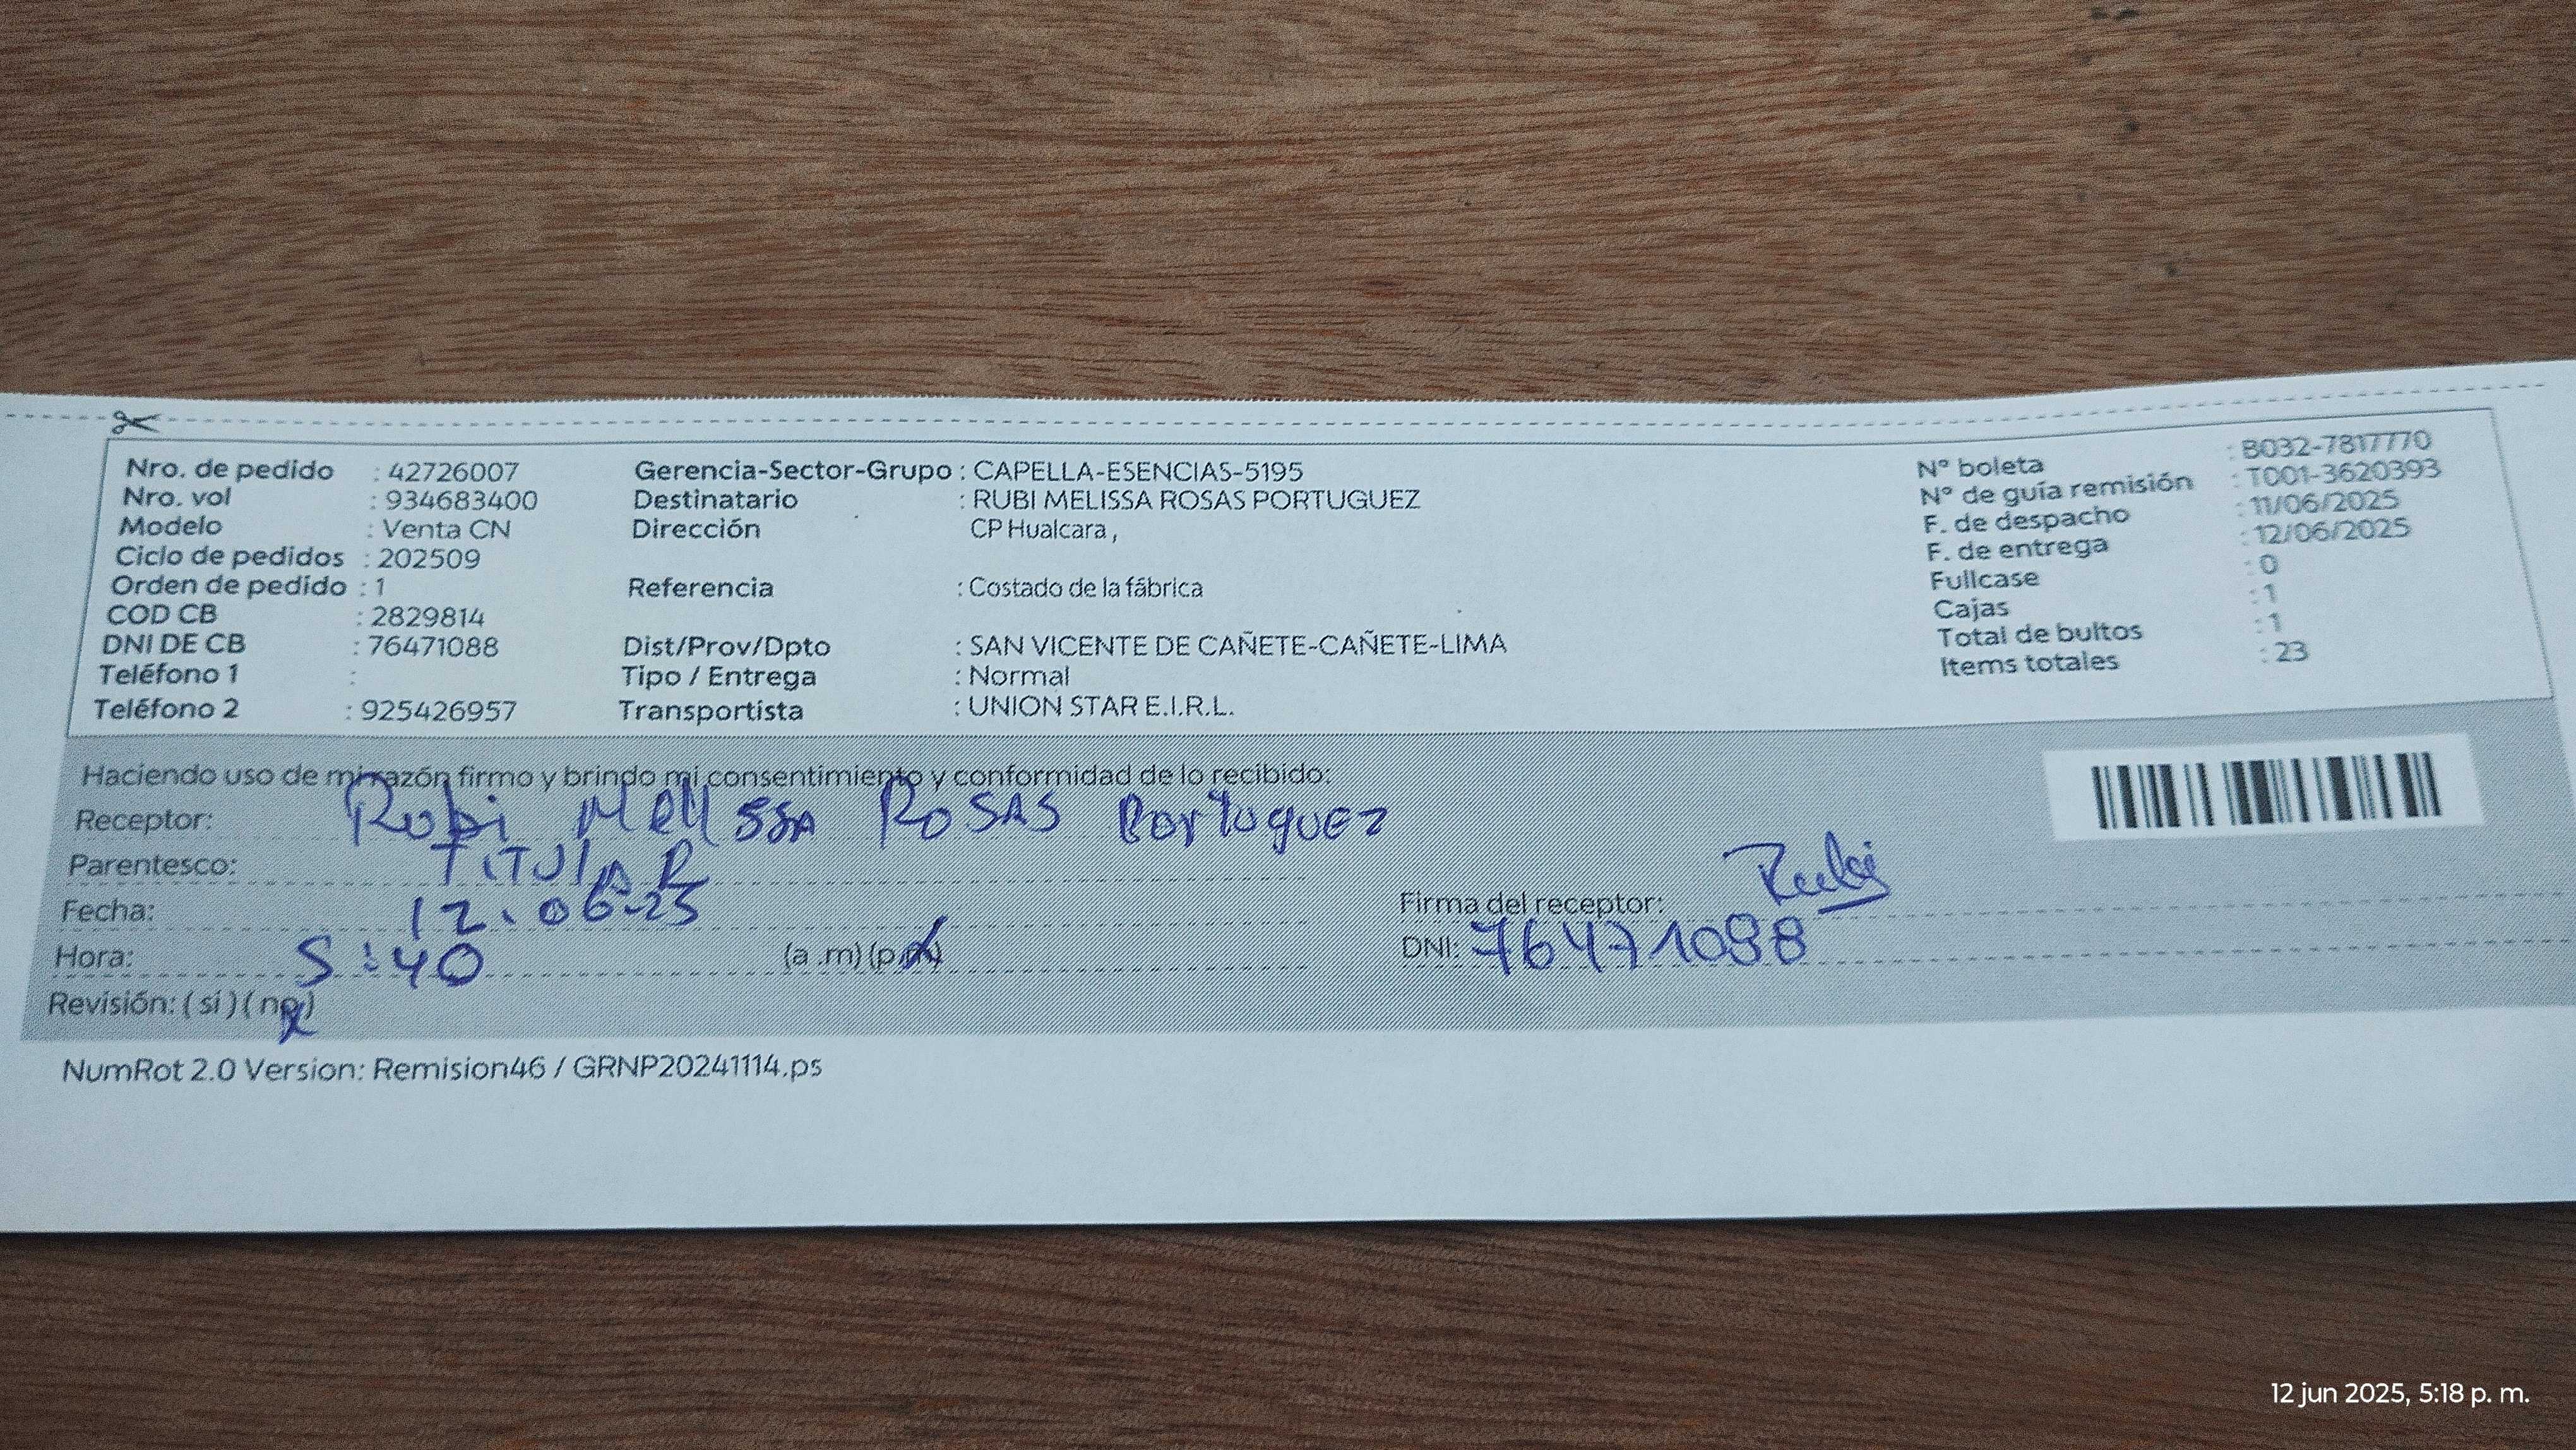 Nro. de pedido : 42726007
Nro. vol : 934683400
Modelo : Venta CN
Ciclo de pedidos : 202509
Orden de pedido : 1
COD CB : 2829814
DNI DE CB : 76471088
Teléfono 1 :
Teléfono 2 : 925426957
Gerencia-Sector-Grupo : CAPELLA-ESENCIAS-5195
Destinatario : RUBI MELISSA ROSAS PORTUGUEZ
Dirección CP Hualcara ,
Referencia : Costado de la fábrica
Dist/Prov/Dpto : SAN VICENTE DE CAÑETE-CAÑETE-LIMA
Tipo / Entrega : Normal
Transportista : UNION STAR E.I.R.L.
N° boleta : B032-7817770
N° de guía remisión : T001-3620393
F. de despacho : 11/06/2025
F. de entrega : 12/06/2025
Fullcase : 0
Cajas : 1
Total de bultos : 1
Items totales : 23
Haciendo uso de mi razón firmo y brindo mi consentimiento y conformidad de lo recibido:
Receptor: Rubi Melissa Rosas Portuguez
Parentesco: TITULAR
Fecha: 12.06-25
Hora: 5:40 (a .m) (p.m)
Revisión: ( si ) ( no )
Firma del receptor: Rubi
DNI: 76471088
NumRot 2.0 Version: Remision46 / GRNP20241114.ps
12 jun 2025, 5:18 p. m.